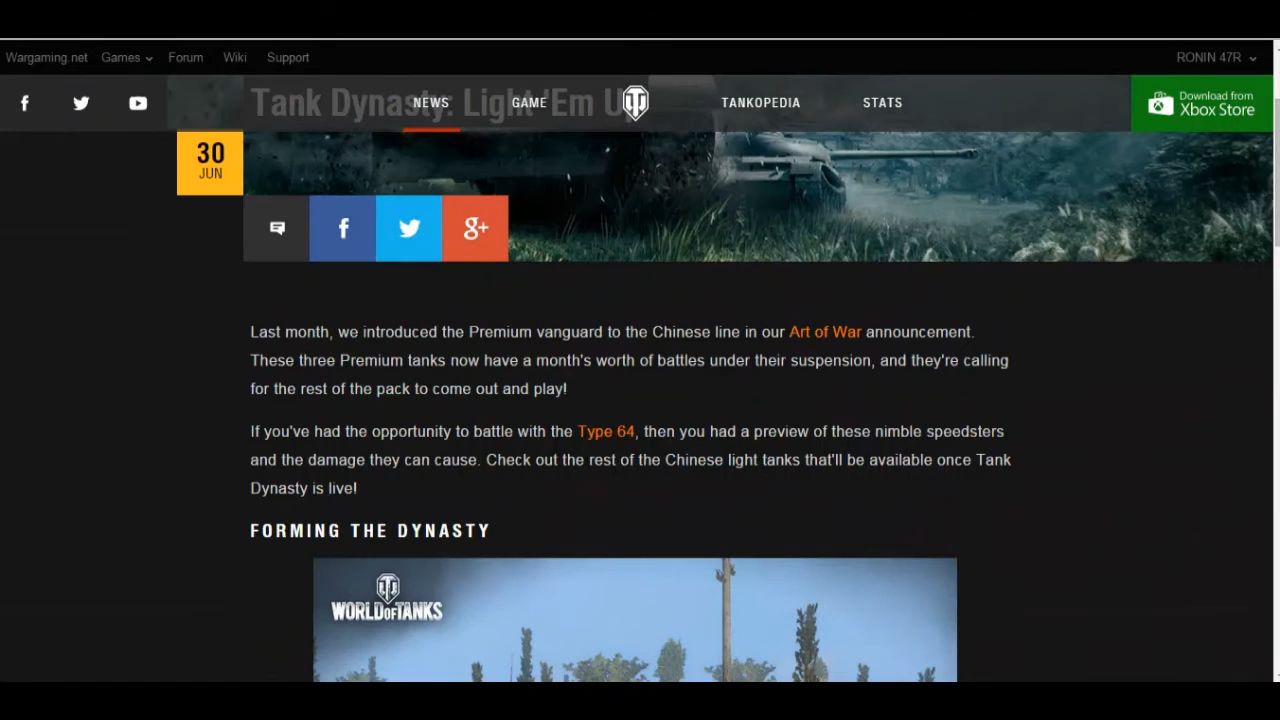 Wargaming.net Games Forum Wiki Support RONIN 47R
Tank Dynasty: Light 'Em Up
NEWS GAME TANKOPEDIA STATS
Download from
Xbox Store
30
JUN
f g+
Last month, we introduced the Premium vanguard to the Chinese line in our Art of War announcement.
These three Premium tanks now have a month's worth of battles under their suspension, and they're calling
for the rest of the pack to come out and play!
If you've had the opportunity to battle with the Type 64, then you had a preview of these nimble speedsters
and the damage they can cause. Check out the rest of the Chinese light tanks that'll be available once Tank
Dynasty is live!
FORMING THE DYNASTY
WORLD OF TANKS